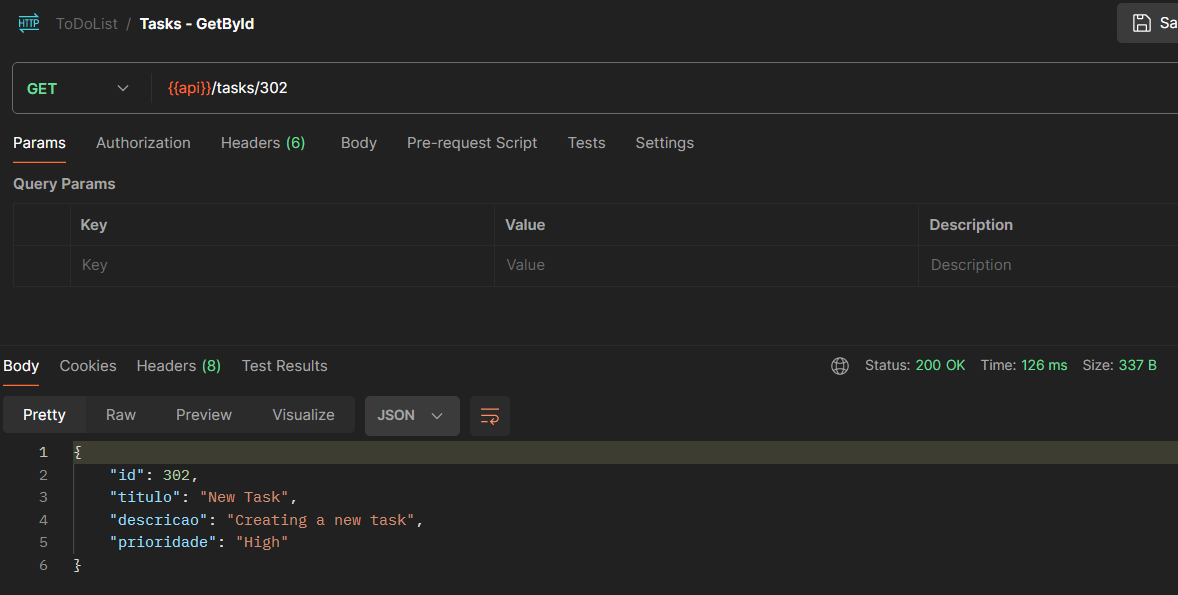 HTTP ToDoList / Tasks - GetById Sa
GET {{api}}/tasks/302
Params Authorization Headers (6) Body Pre-request Script Tests Settings
Query Params
Key Value Description
Key Value Description
Body Cookies Headers (8) Test Results Status: 200 OK Time: 126 ms Size: 337 B
Pretty Raw Preview Visualize JSON
1 {
2 "id": 302,
3 "titulo": "New Task",
4 "descricao": "Creating a new task",
5 "prioridade": "High"
6 }